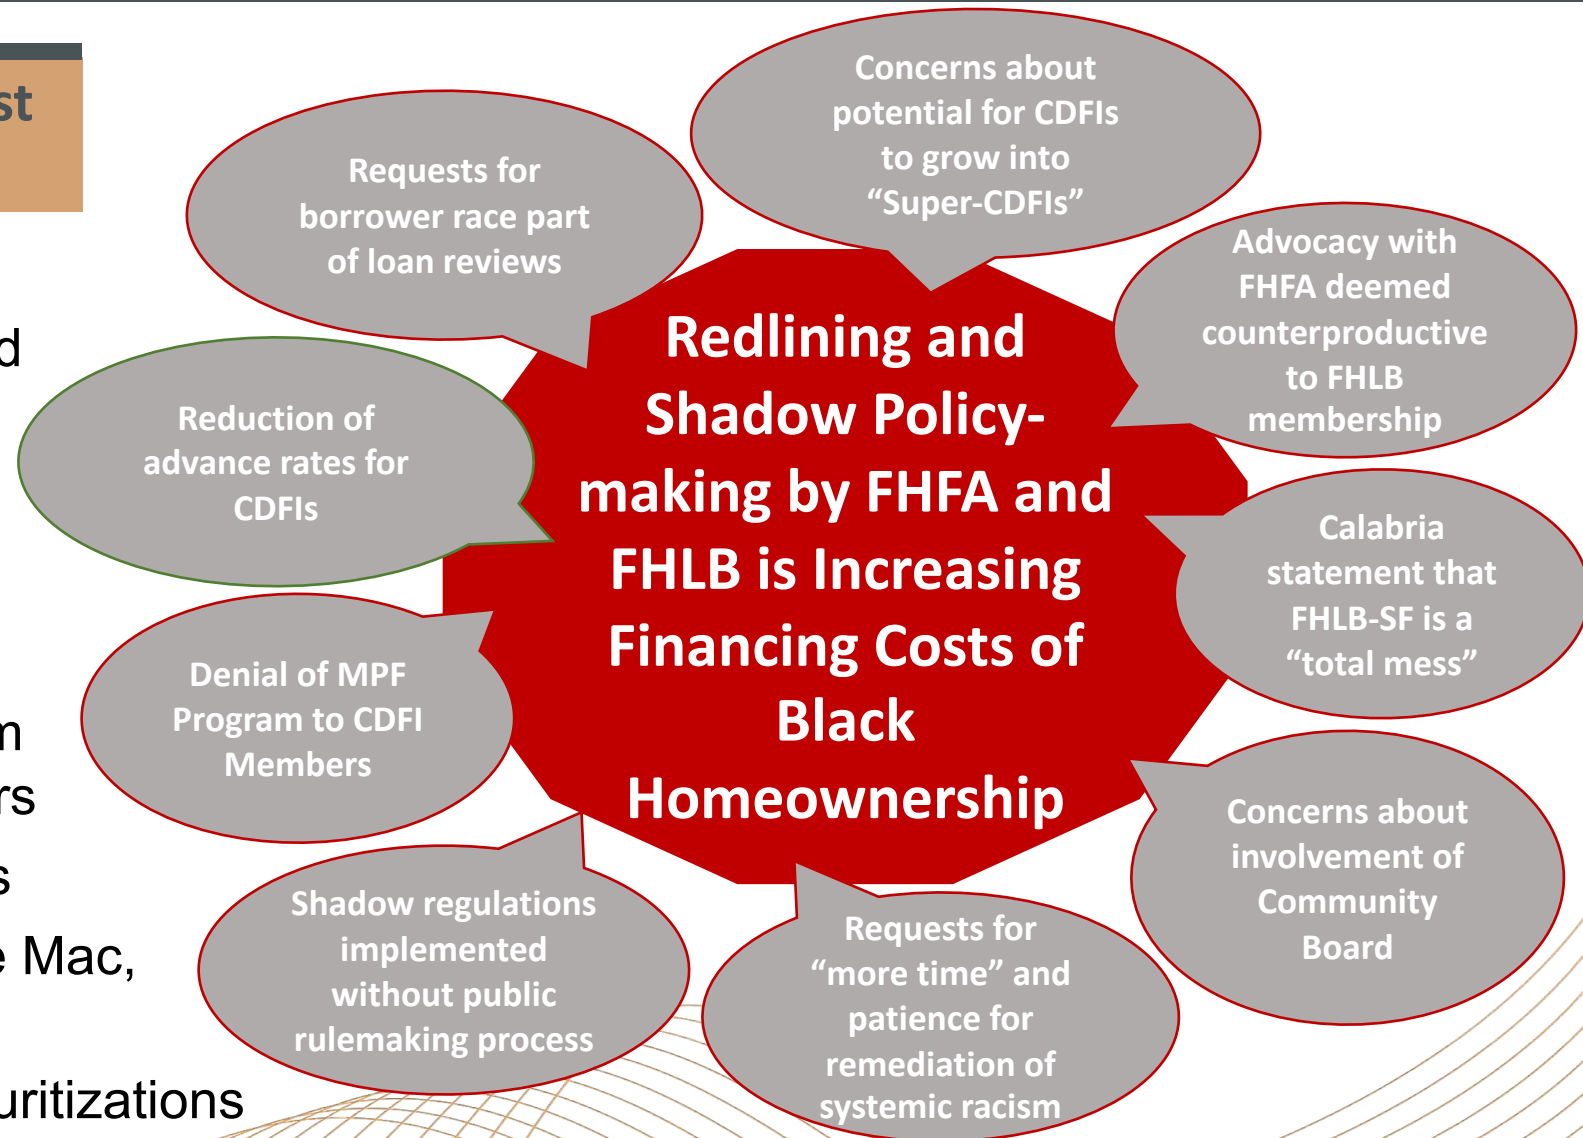 st
d
m
rs
s
e Mac,
uritizations
Concerns about
potential for CDFIs
to grow into
“Super-CDFIs”
Requests for
borrower race part
of loan reviews
Advocacy with
FHFA deemed
counterproductive
to FHLB
membership
Reduction of
advance rates for
CDFIs
Redlining and
Shadow Policy-
making by FHFA and
FHLB is Increasing
Financing Costs of
Black
Homeownership
Calabria
statement that
FHLB-SF is a
“total mess”
Denial of MPF
Program to CDFI
Members
Concerns about
involvement of
Community
Board
Shadow regulations
implemented
without public
rulemaking process
Requests for
“more time” and
patience for
remediation of
systemic racism